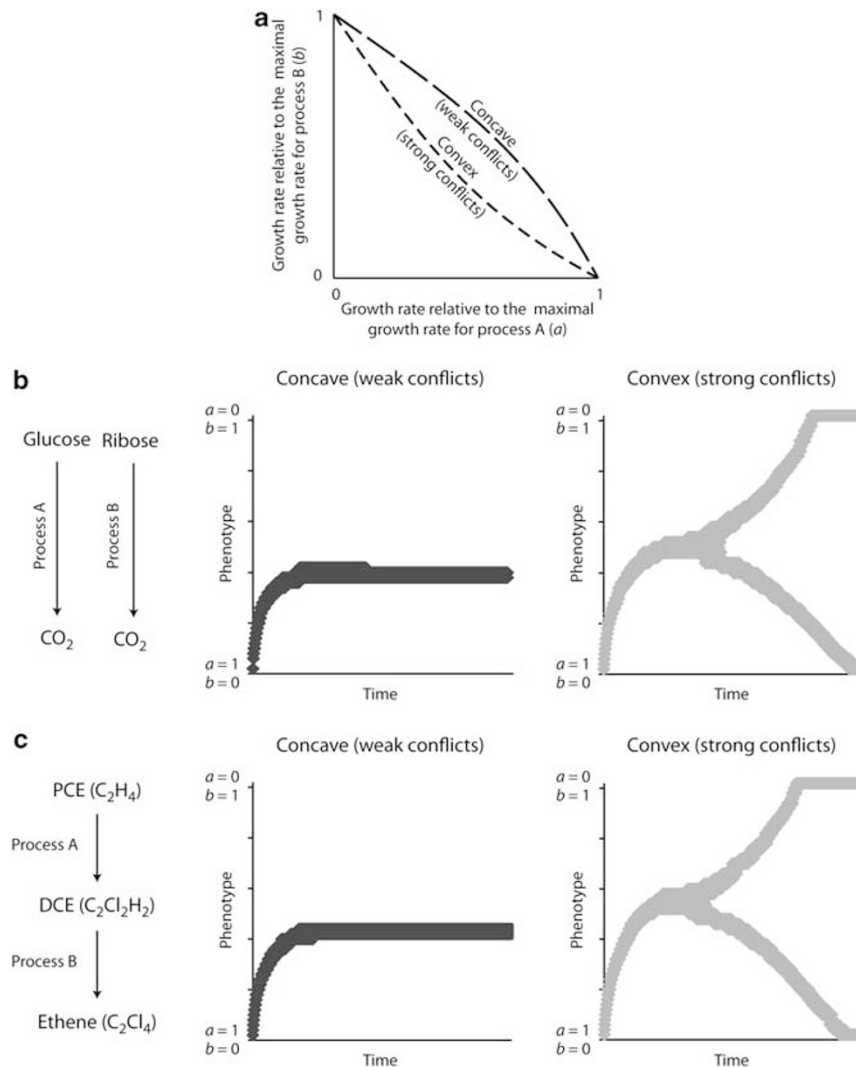 a
Growth rate relative to the maximal
growth rate for process B (b)
1
0
Concave
(weak conflicts)
Convex
(strong conflicts)
0
1
Growth rate relative to the maximal
growth rate for process A (a)
b
Glucose Ribose
Process A
Process B
CO₂ CO₂
Concave (weak conflicts)
a = 0
b = 1
Phenotype
a = 1
b = 0
Time
Convex (strong conflicts)
a = 0
b = 1
Phenotype
a = 1
b = 0
Time
c
PCE (C₂H₄)
Process A
DCE (C₂Cl₂H₂)
Process B
Ethene (C₂Cl₄)
Concave (weak conflicts)
a = 0
b = 1
Phenotype
a = 1
b = 0
Time
Convex (strong conflicts)
a = 0
b = 1
Phenotype
a = 1
b = 0
Time